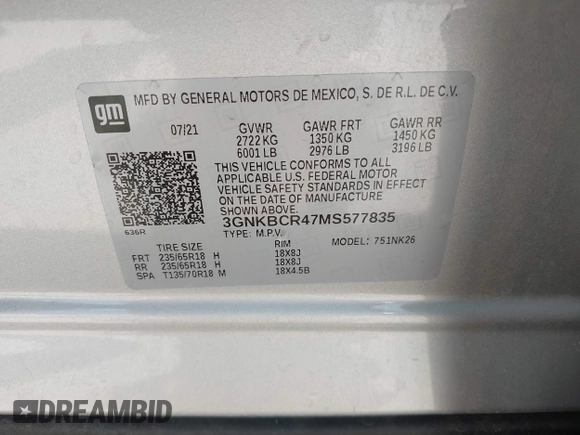 gm
MFD BY GENERAL MOTORS DE MEXICO, S. DE R.L. DE C.V.
07/21 GVWR GAWR FRT GAWR RR
2722 KG 1350 KG 1450 KG
6001 LB 2976 LB 3196 LB
THIS VEHICLE CONFORMS TO ALL
APPLICABLE U.S. FEDERAL MOTOR
VEHICLE SAFETY STANDARDS IN EFFECT
ON THE DATE OF MANUFACTURE
SHOWN ABOVE.
3GNKBCR47MS577835
636R TYPE: M.P.V. MODEL: 751NK26
TIRE SIZE RIM
FRT 235/65R18 H 18X8J
RR 235/65R18 H 18X8J
SPA T135/70R18 M 18X4.5B
DREAMBID